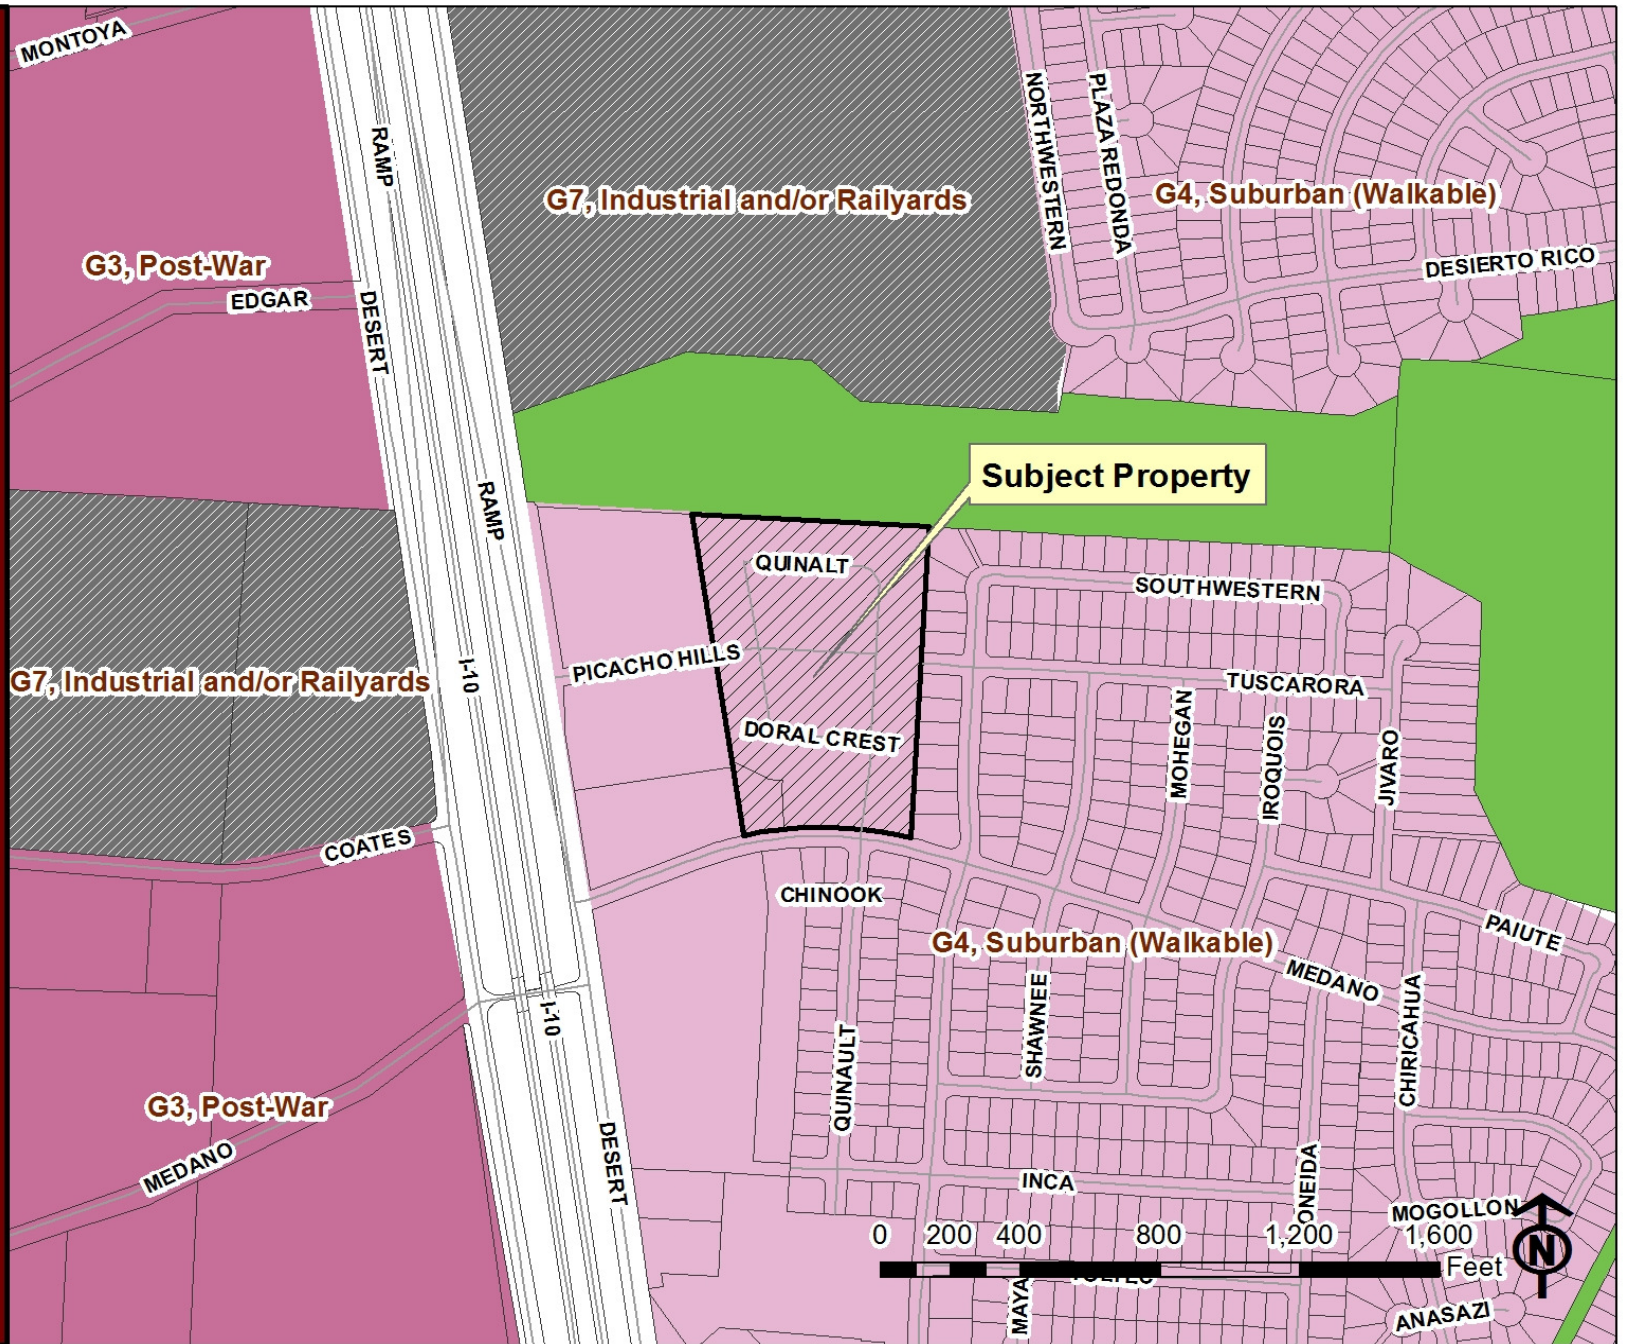 MONTOYA
RAMP
NORTHWESTERN
PLAZA REDONDA
G7, Industrial and/or Railyards
G4, Suburban (Walkable)
G3, Post-War
EDGAR
DESERT
DESIERTO RICO
Subject Property
RAMP
QUINALT
SOUTHWESTERN
PICACHO HILLS
G7, Industrial and/or Railyards
I-10
TUSCARORA
MOHEGAN
IROQUOIS
JIVARO
DORAL CREST
COATES
CHINOOK
G4, Suburban (Walkable)
PAIUTE
MEDANO
SHAWNEE
CHIRICAHUA
I-10
QUINAULT
G3, Post-War
MEDANO
DESERT
INCA
ONEIDA
MOGOLLON
0 200 400 800 1,200 1,600
Feet
N
MAYA
ANASAZI